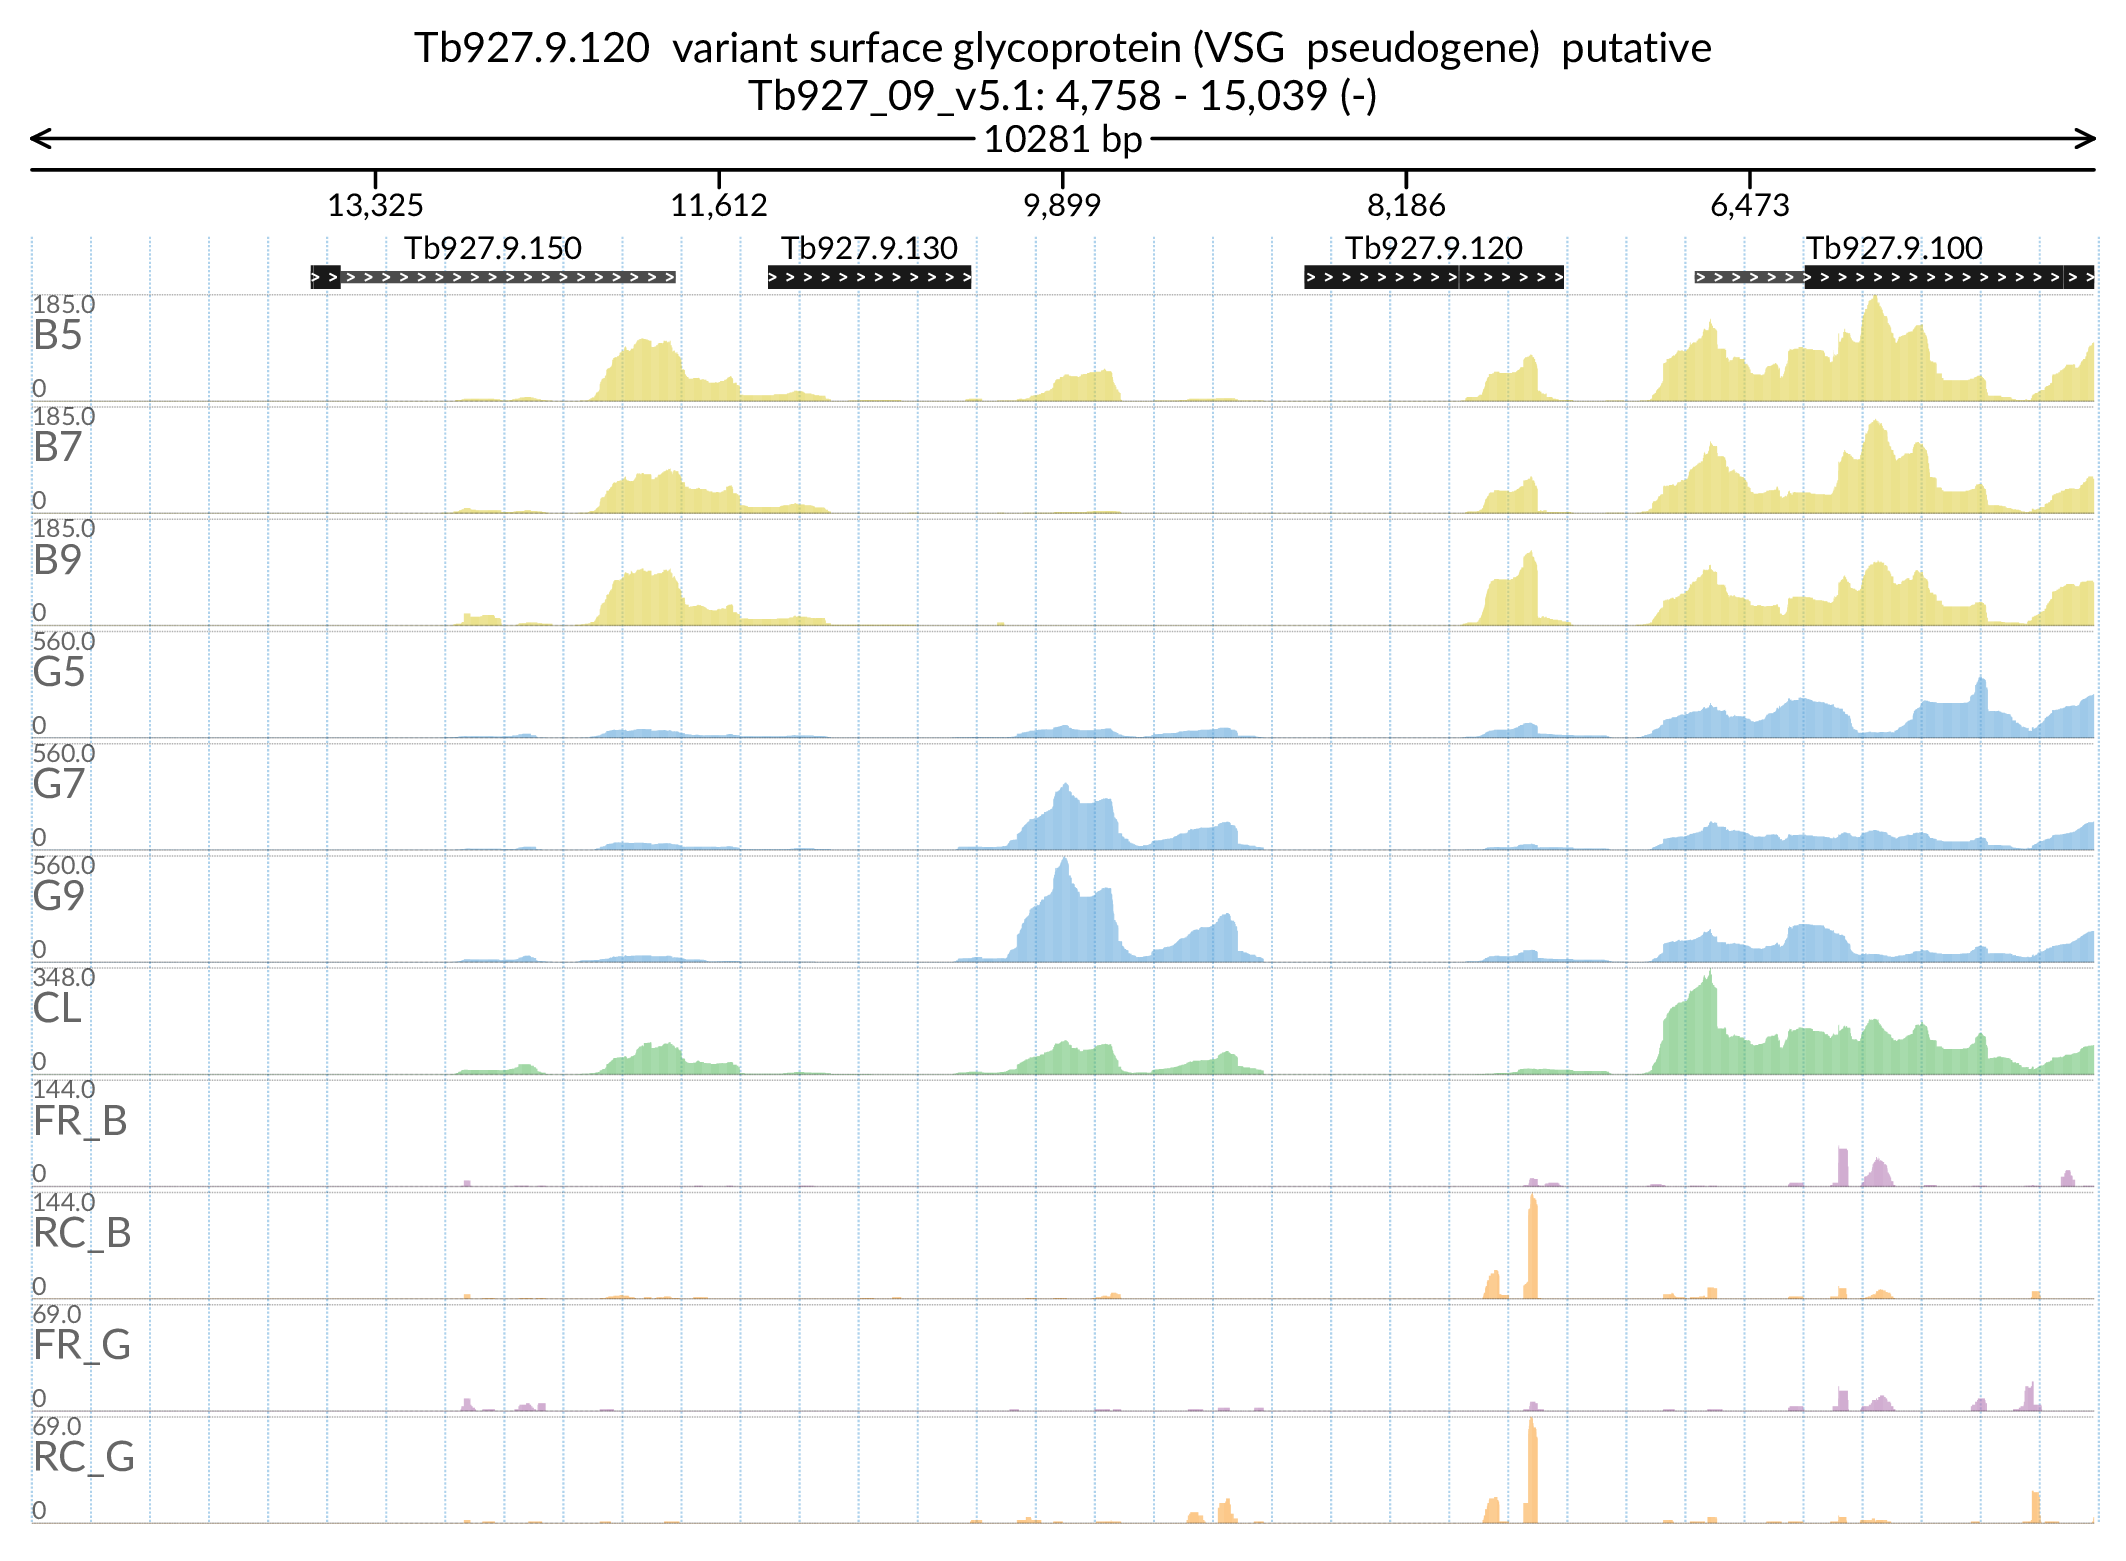 Tb927.9.120  variant surface glycoprotein (VSG  pseudogene)  putative
Tb927_09_v5.1: 4,758 - 15,039 (-)
10281 bp
13,325 11,612 9,899 8,186 6,473
Tb927.9.150 Tb927.9.130 Tb927.9.120 Tb927.9.100
185.0
B5
0
185.0
B7
0
185.0
B9
0
560.0
G5
0
560.0
G7
0
560.0
G9
0
348.0
CL
0
144.0
FR_B
0
144.0
RC_B
0
69.0
FR_G
0
69.0
RC_G
0